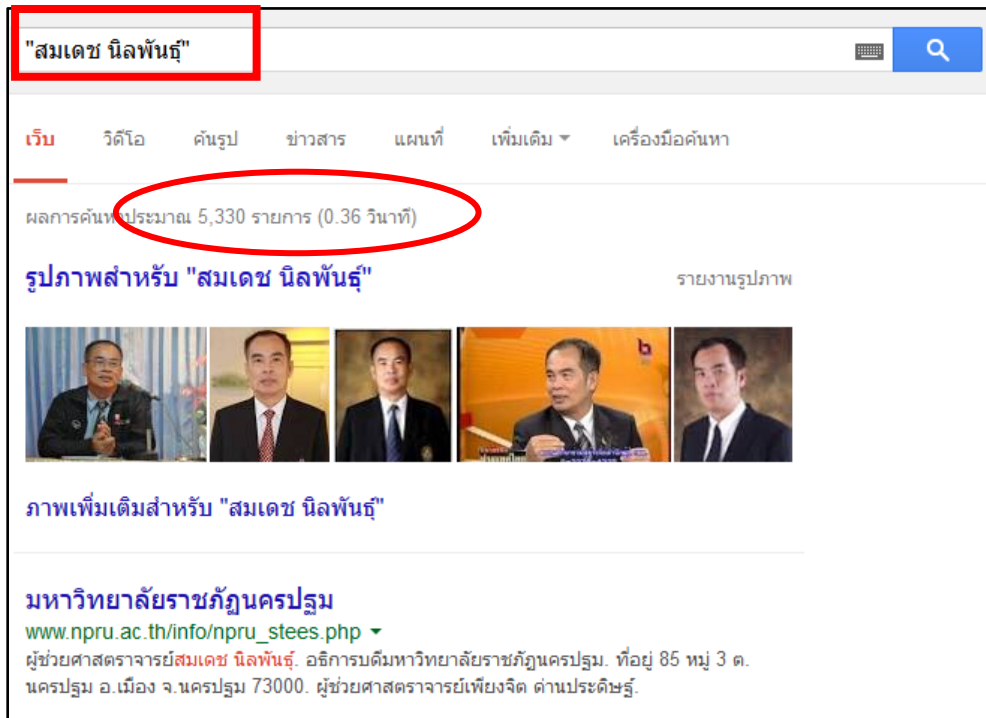 "สมเดช นิลพันธุ์"
เว็บ วิดีโอ ค้นรูป ข่าวสาร แผนที่ เพิ่มเติม เครื่องมือค้นหา
ผลการค้นหาประมาณ 5,330 รายการ (0.36 วินาที)
รูปภาพสำหรับ "สมเดช นิลพันธุ์" รายงานรูปภาพ
ภาพเพิ่มเติมสำหรับ "สมเดช นิลพันธุ์"
มหาวิทยาลัยราชภัฏนครปฐม
www.npru.ac.th/info/npru_stees.php
ผู้ช่วยศาสตราจารย์สมเดช นิลพันธุ์. อธิการบดีมหาวิทยาลัยราชภัฏนครปฐม. ที่อยู่ 85 หมู่ 3 ต.
นครปฐม อ.เมือง จ.นครปฐม 73000. ผู้ช่วยศาสตราจารย์เพียงจิต ด่านประดิษฐ์.